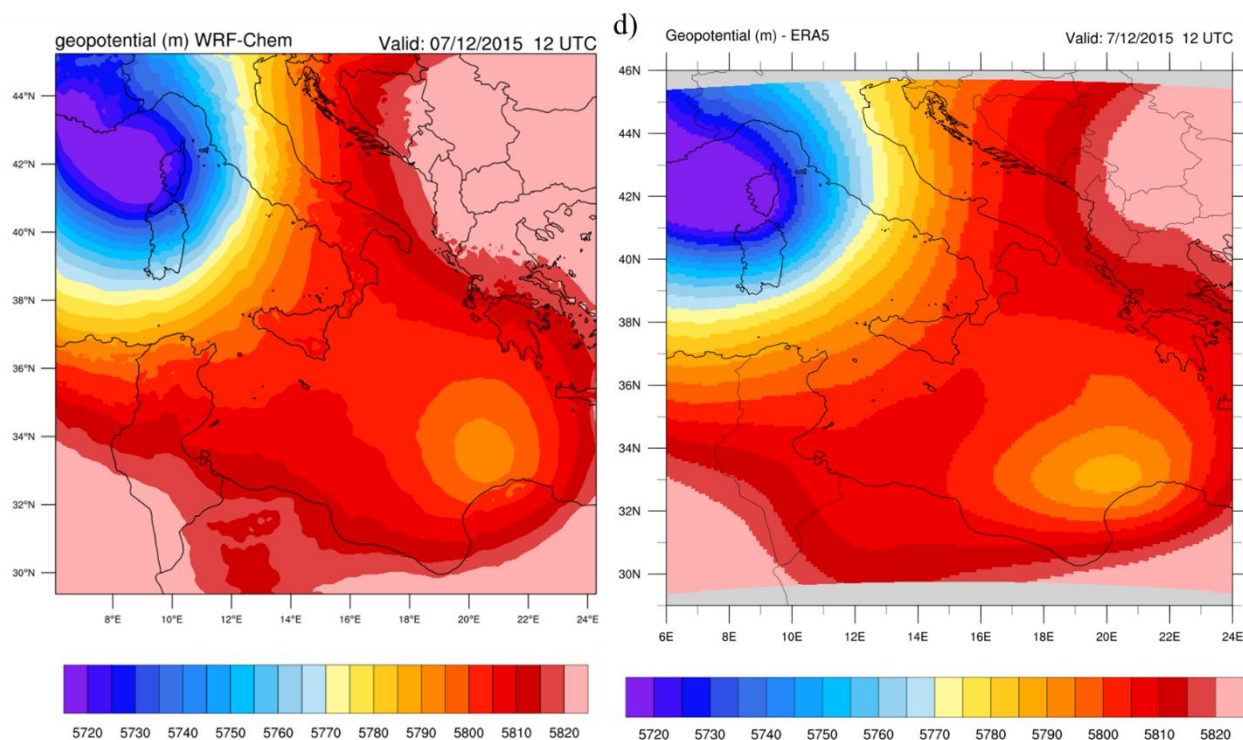 geopotential (m) WRF-Chem
Valid: 07/12/2015 12 UTC
44°N
42°N
40°N
38°N
36°N
34°N
32°N
30°N
8°E 10°E 12°E 14°E 16°E 18°E 20°E 22°E 24°E
5720 5730 5740 5750 5760 5770 5780 5790 5800 5810 5820
d)
Geopotential (m) - ERA5
Valid: 7/12/2015 12 UTC
46N
44N
42N
40N
38N
36N
34N
32N
30N
6E 8E 10E 12E 14E 16E 18E 20E 22E 24E
5720 5730 5740 5750 5760 5770 5780 5790 5800 5810 5820